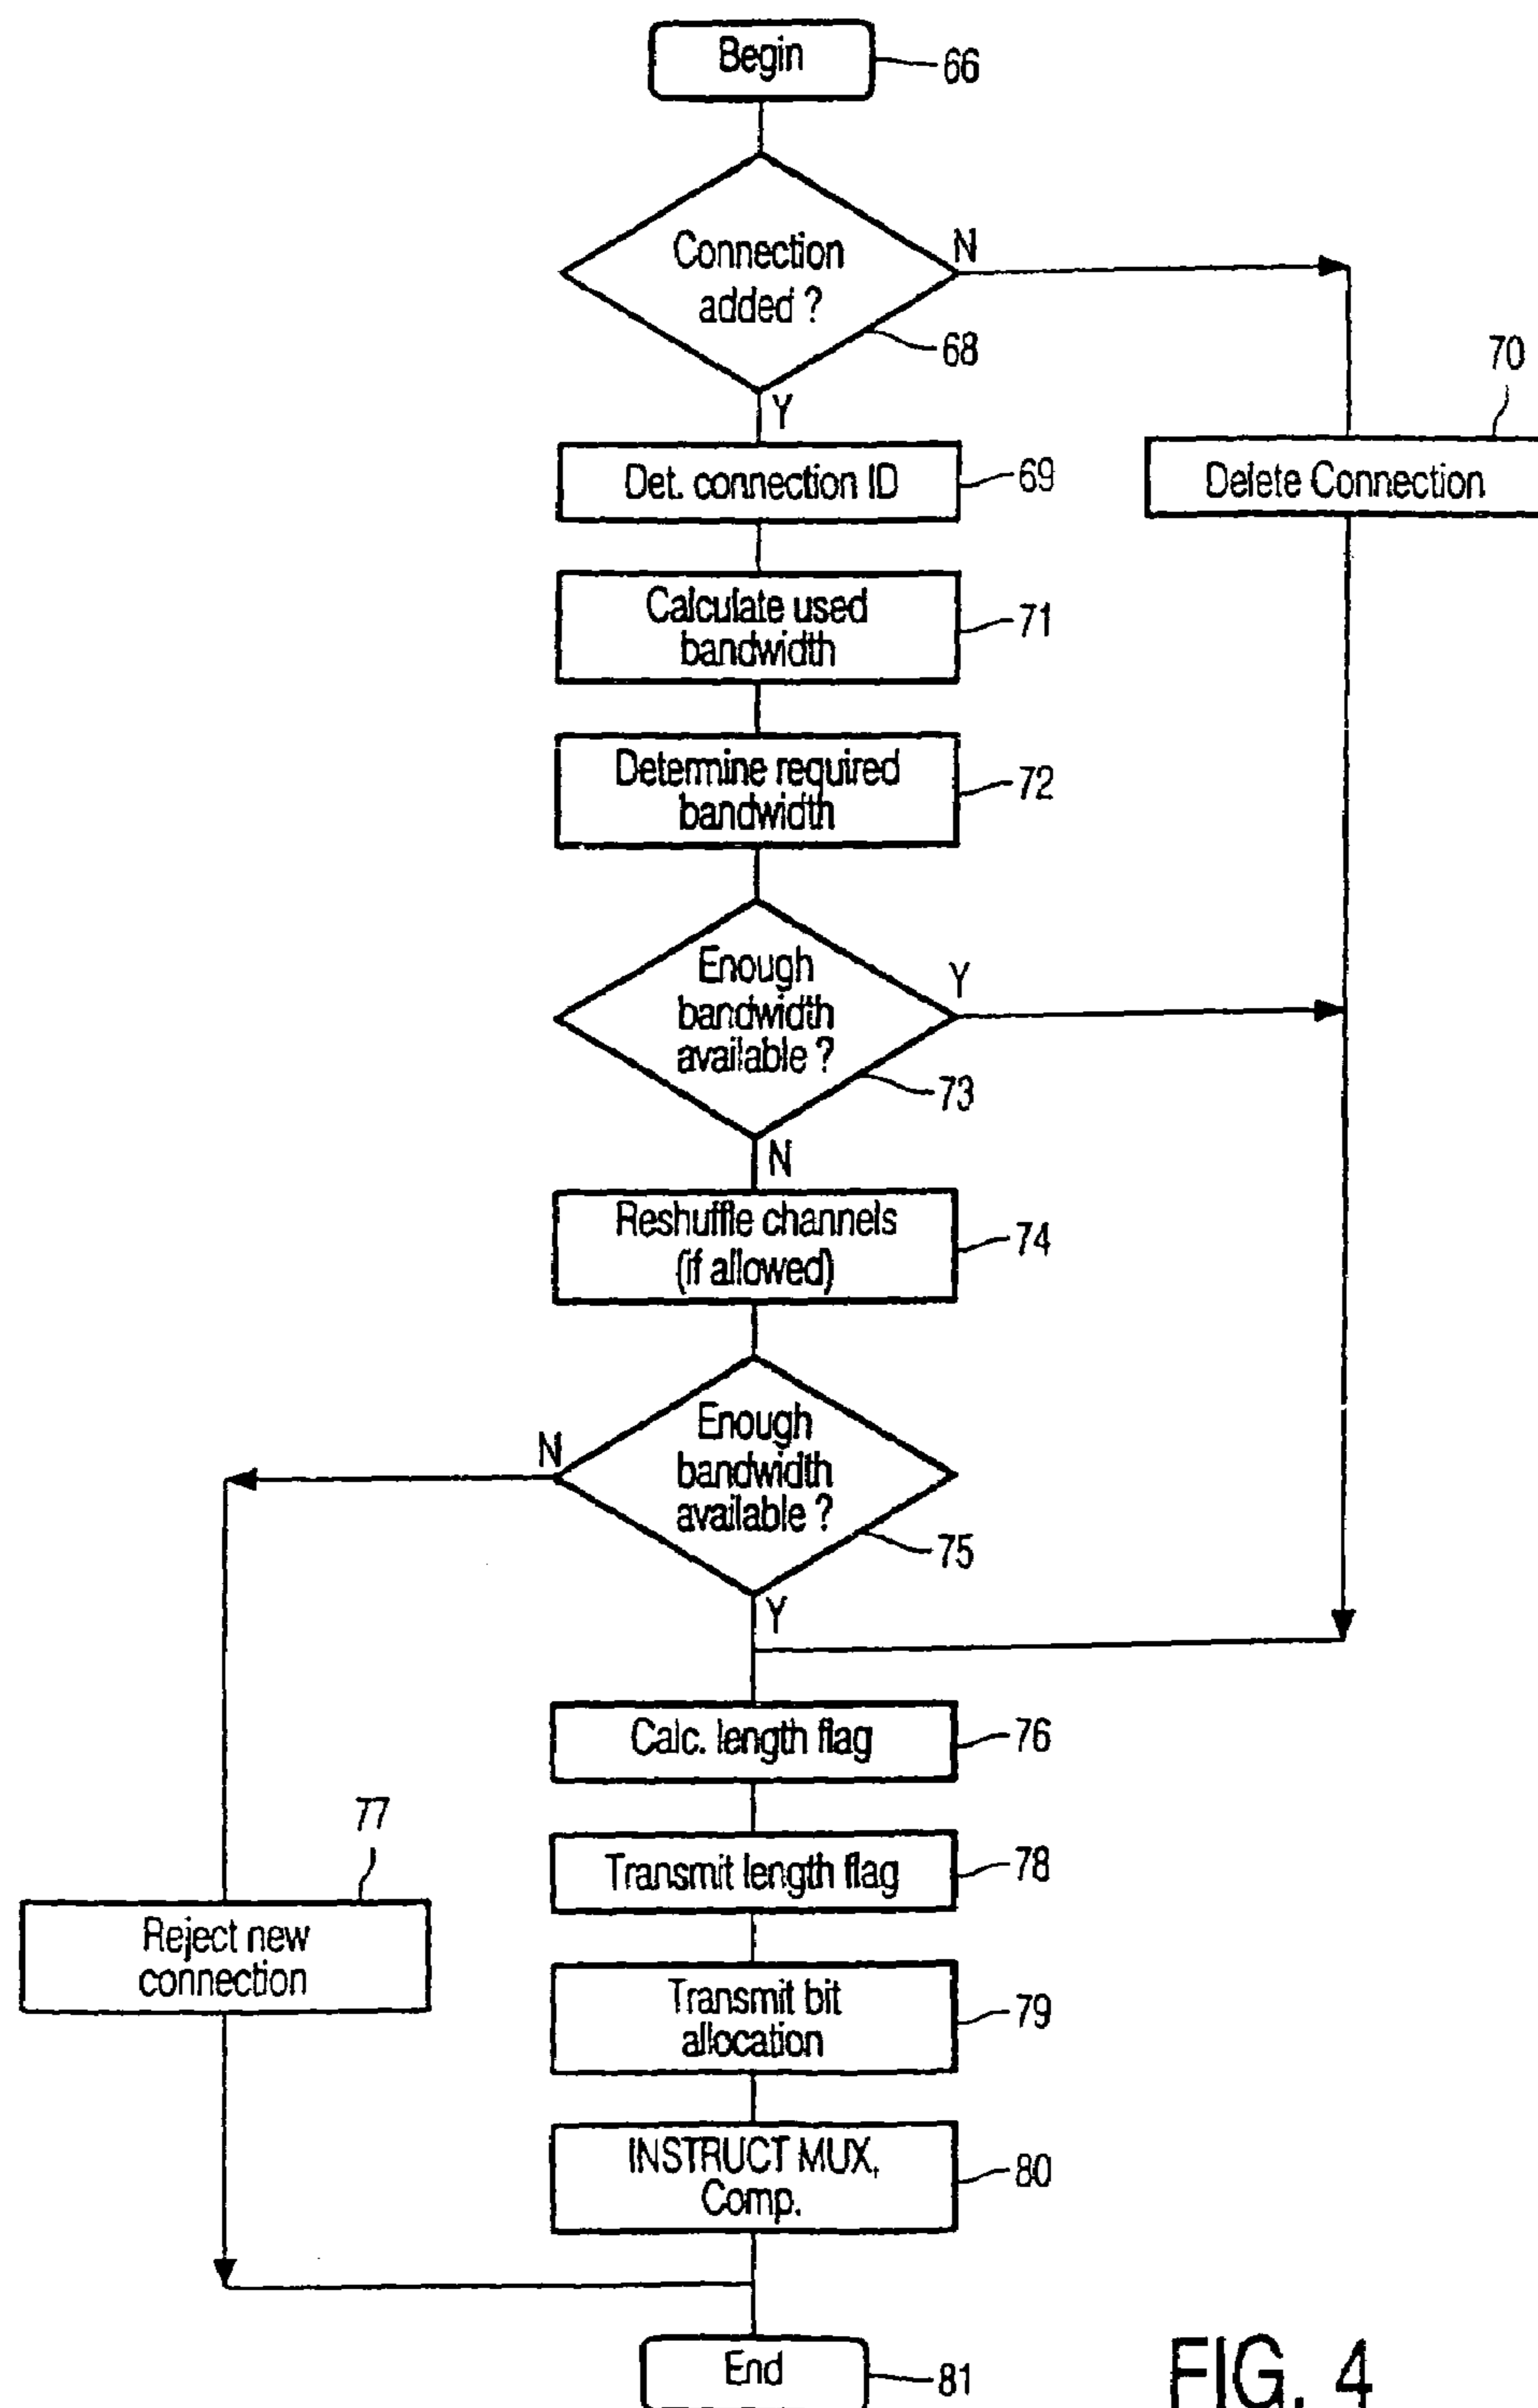 Begin
66
Connection
added ?
68
N
Y
70
Det. connection ID
69
Delete Connection
Calculate used
bandwidth
71
Determine required
bandwidth
72
Enough
bandwidth
available ?
73
Y
N
Reshuffle channels
(if allowed)
74
Enough
bandwidth
available ?
75
N
Y
Calc. length flag
76
77
Transmit length flag
78
Reject new
connection
Transmit bit
allocation
79
INSTRUCT MUX,
Comp.
80
End
81
FIG. 4